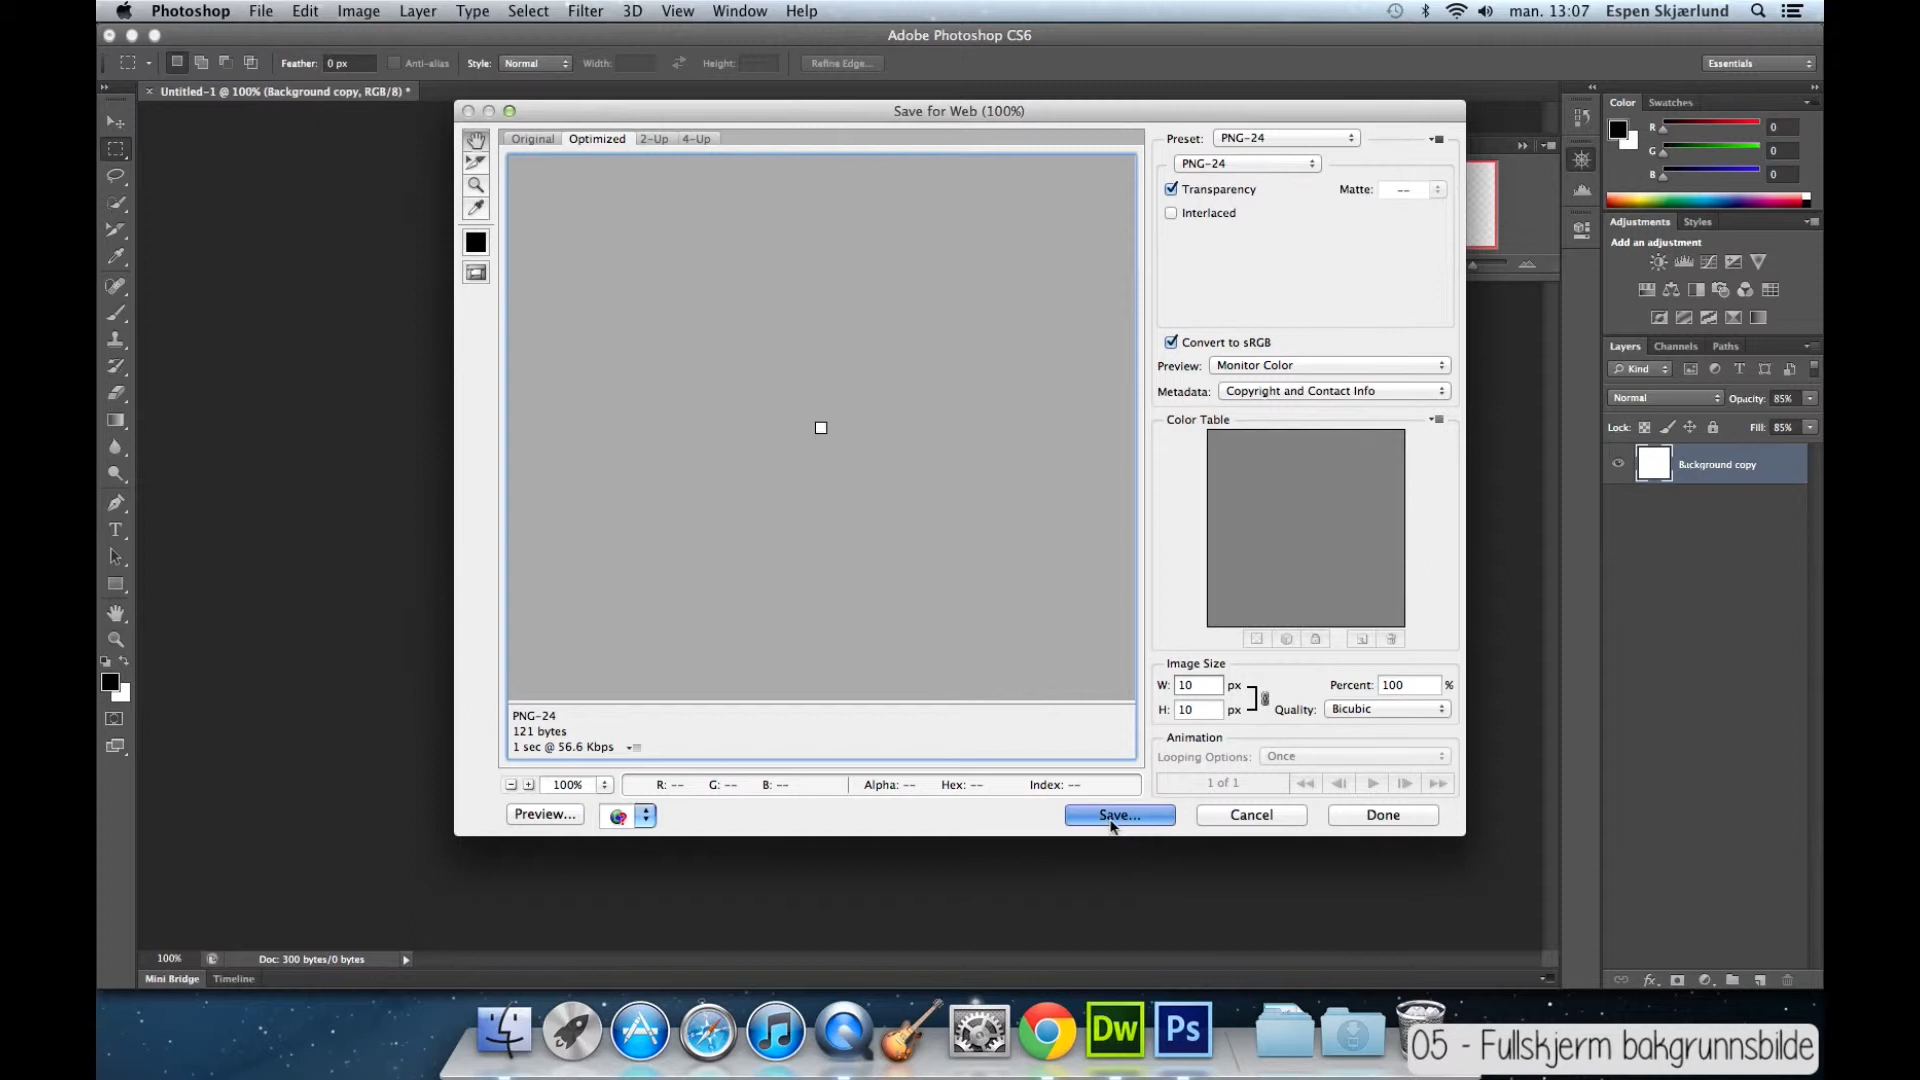 Photoshop File Edit Image Layer Type Select Filter 3D View Window Help man. 13:07 Espen Skjærlund
Adobe Photoshop CS6
Feather: 0 px Anti-alias Style: Normal Width: Height: Refine Edge... Essentials
Untitled-1 @ 100% (Background copy, RGB/8) *
Save for Web (100%)
Original Optimized 2-Up 4-Up
Preset: PNG-24
PNG-24
Transparency Matte: --
Interlaced
Convert to sRGB
Preview: Monitor Color
Metadata: Copyright and Contact Info
Color Table
Image Size
W: 10 px Percent: 100 %
H: 10 px Quality: Bicubic
Animation
Looping Options: Once
1 of 1
PNG-24
121 bytes
1 sec @ 56.6 Kbps
100% R: -- G: -- B: -- Alpha: -- Hex: -- Index: --
Preview... Save... Cancel Done
Color Swatches
R 0
G 0
B 0
Adjustments Styles
Add an adjustment
Layers Channels Paths
Kind
Normal Opacity: 85%
Lock: Fill: 85%
Background copy
100% Doc: 300 bytes/0 bytes
Mini Bridge Timeline
Dw Ps
05 - Fullskjerm bakgrunnsbilde